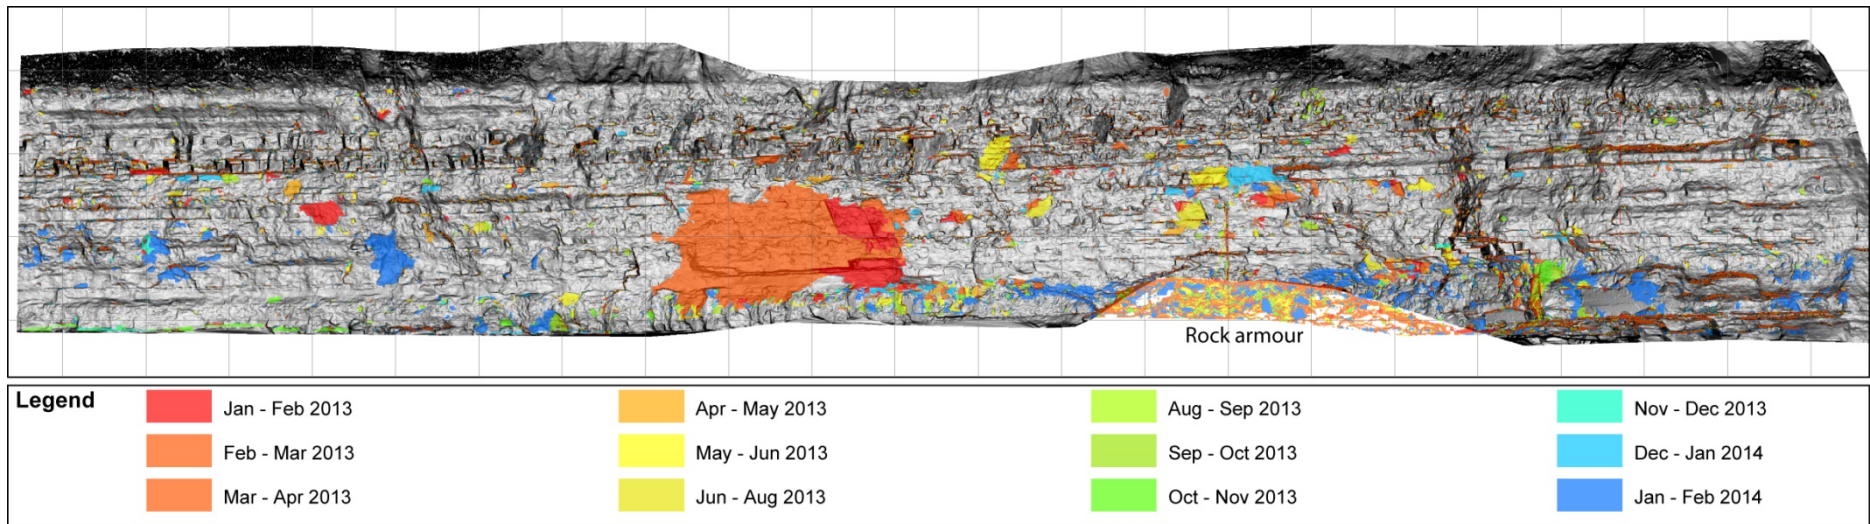 Rock armour
Legend
Jan - Feb 2013
Feb - Mar 2013
Mar - Apr 2013
Apr - May 2013
May - Jun 2013
Jun - Aug 2013
Aug - Sep 2013
Sep - Oct 2013
Oct - Nov 2013
Nov - Dec 2013
Dec - Jan 2014
Jan - Feb 2014